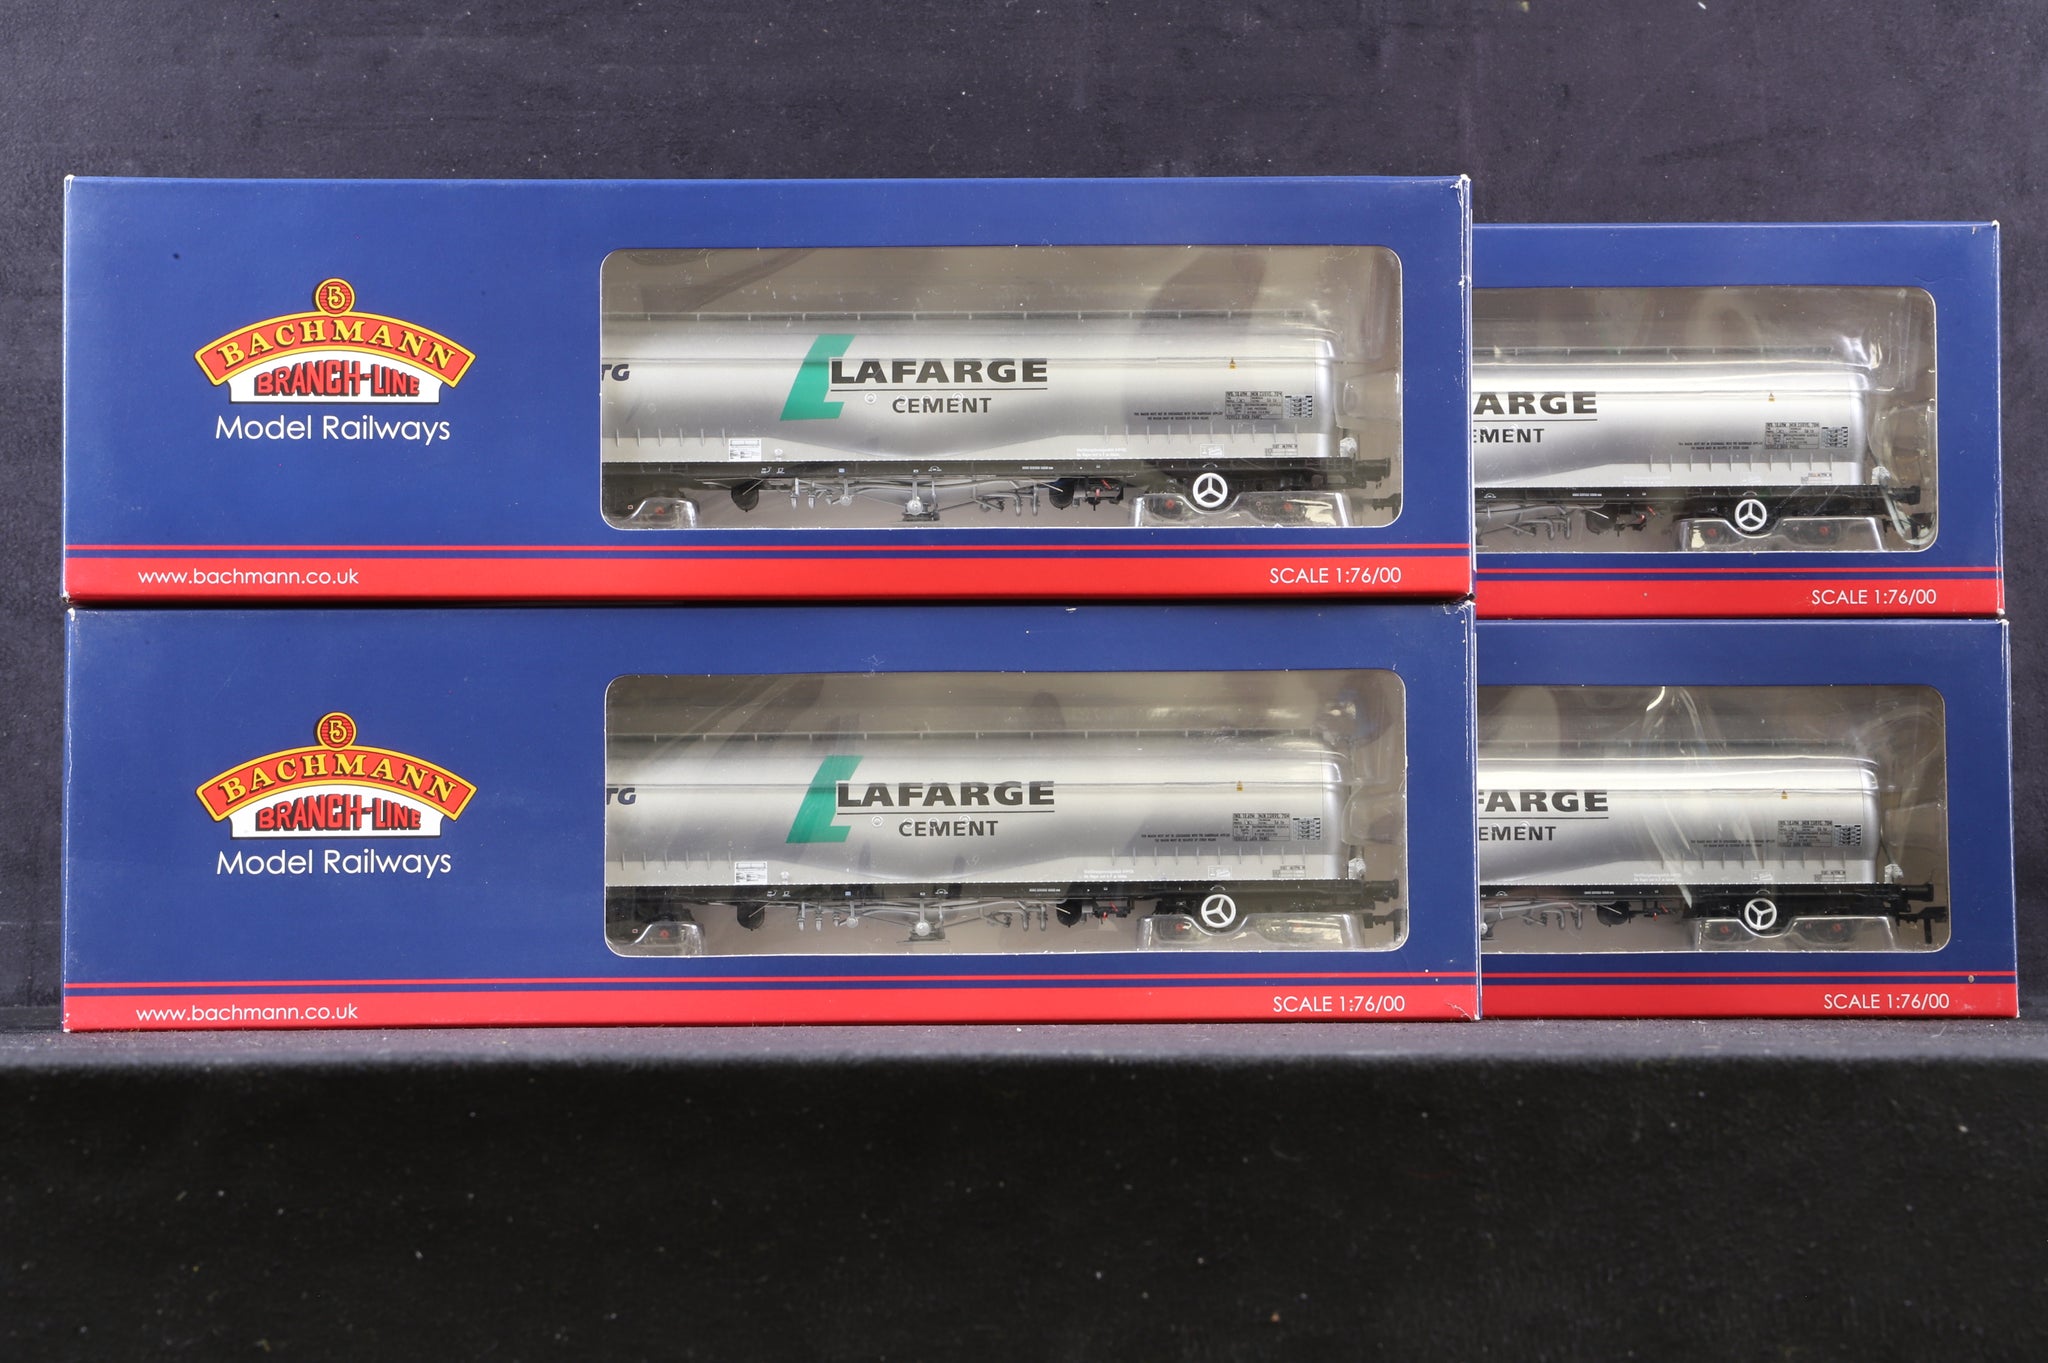 B
BACHMANN
BRANCH-LINE
Model Railways
TG
LAFARGE
CEMENT
www.bachmann.co.uk
SCALE 1:76/00
FARGE
EMENT
SCALE 1:76/00
B
BACHMANN
BRANCH-LINE
Model Railways
TG
LAFARGE
CEMENT
www.bachmann.co.uk
SCALE 1:76/00
FARGE
EMENT
SCALE 1:76/00